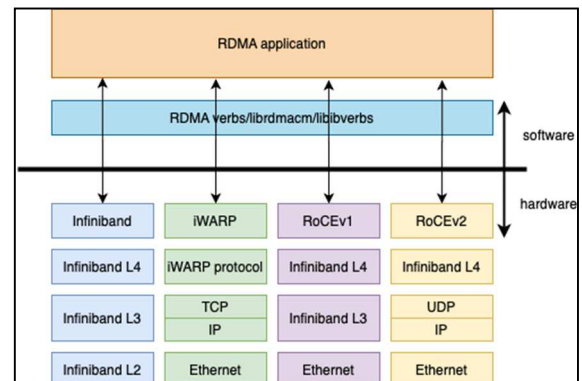 RDMA application
RDMA verbs/librdmacm/libibverbs
software
hardware
Infiniband
iWARP
RoCEv1
RoCEv2
Infiniband L4
iWARP protocol
Infiniband L4
Infiniband L4
Infiniband L3
TCP
IP
Infiniband L3
UDP
IP
Infiniband L2
Ethernet
Ethernet
Ethernet